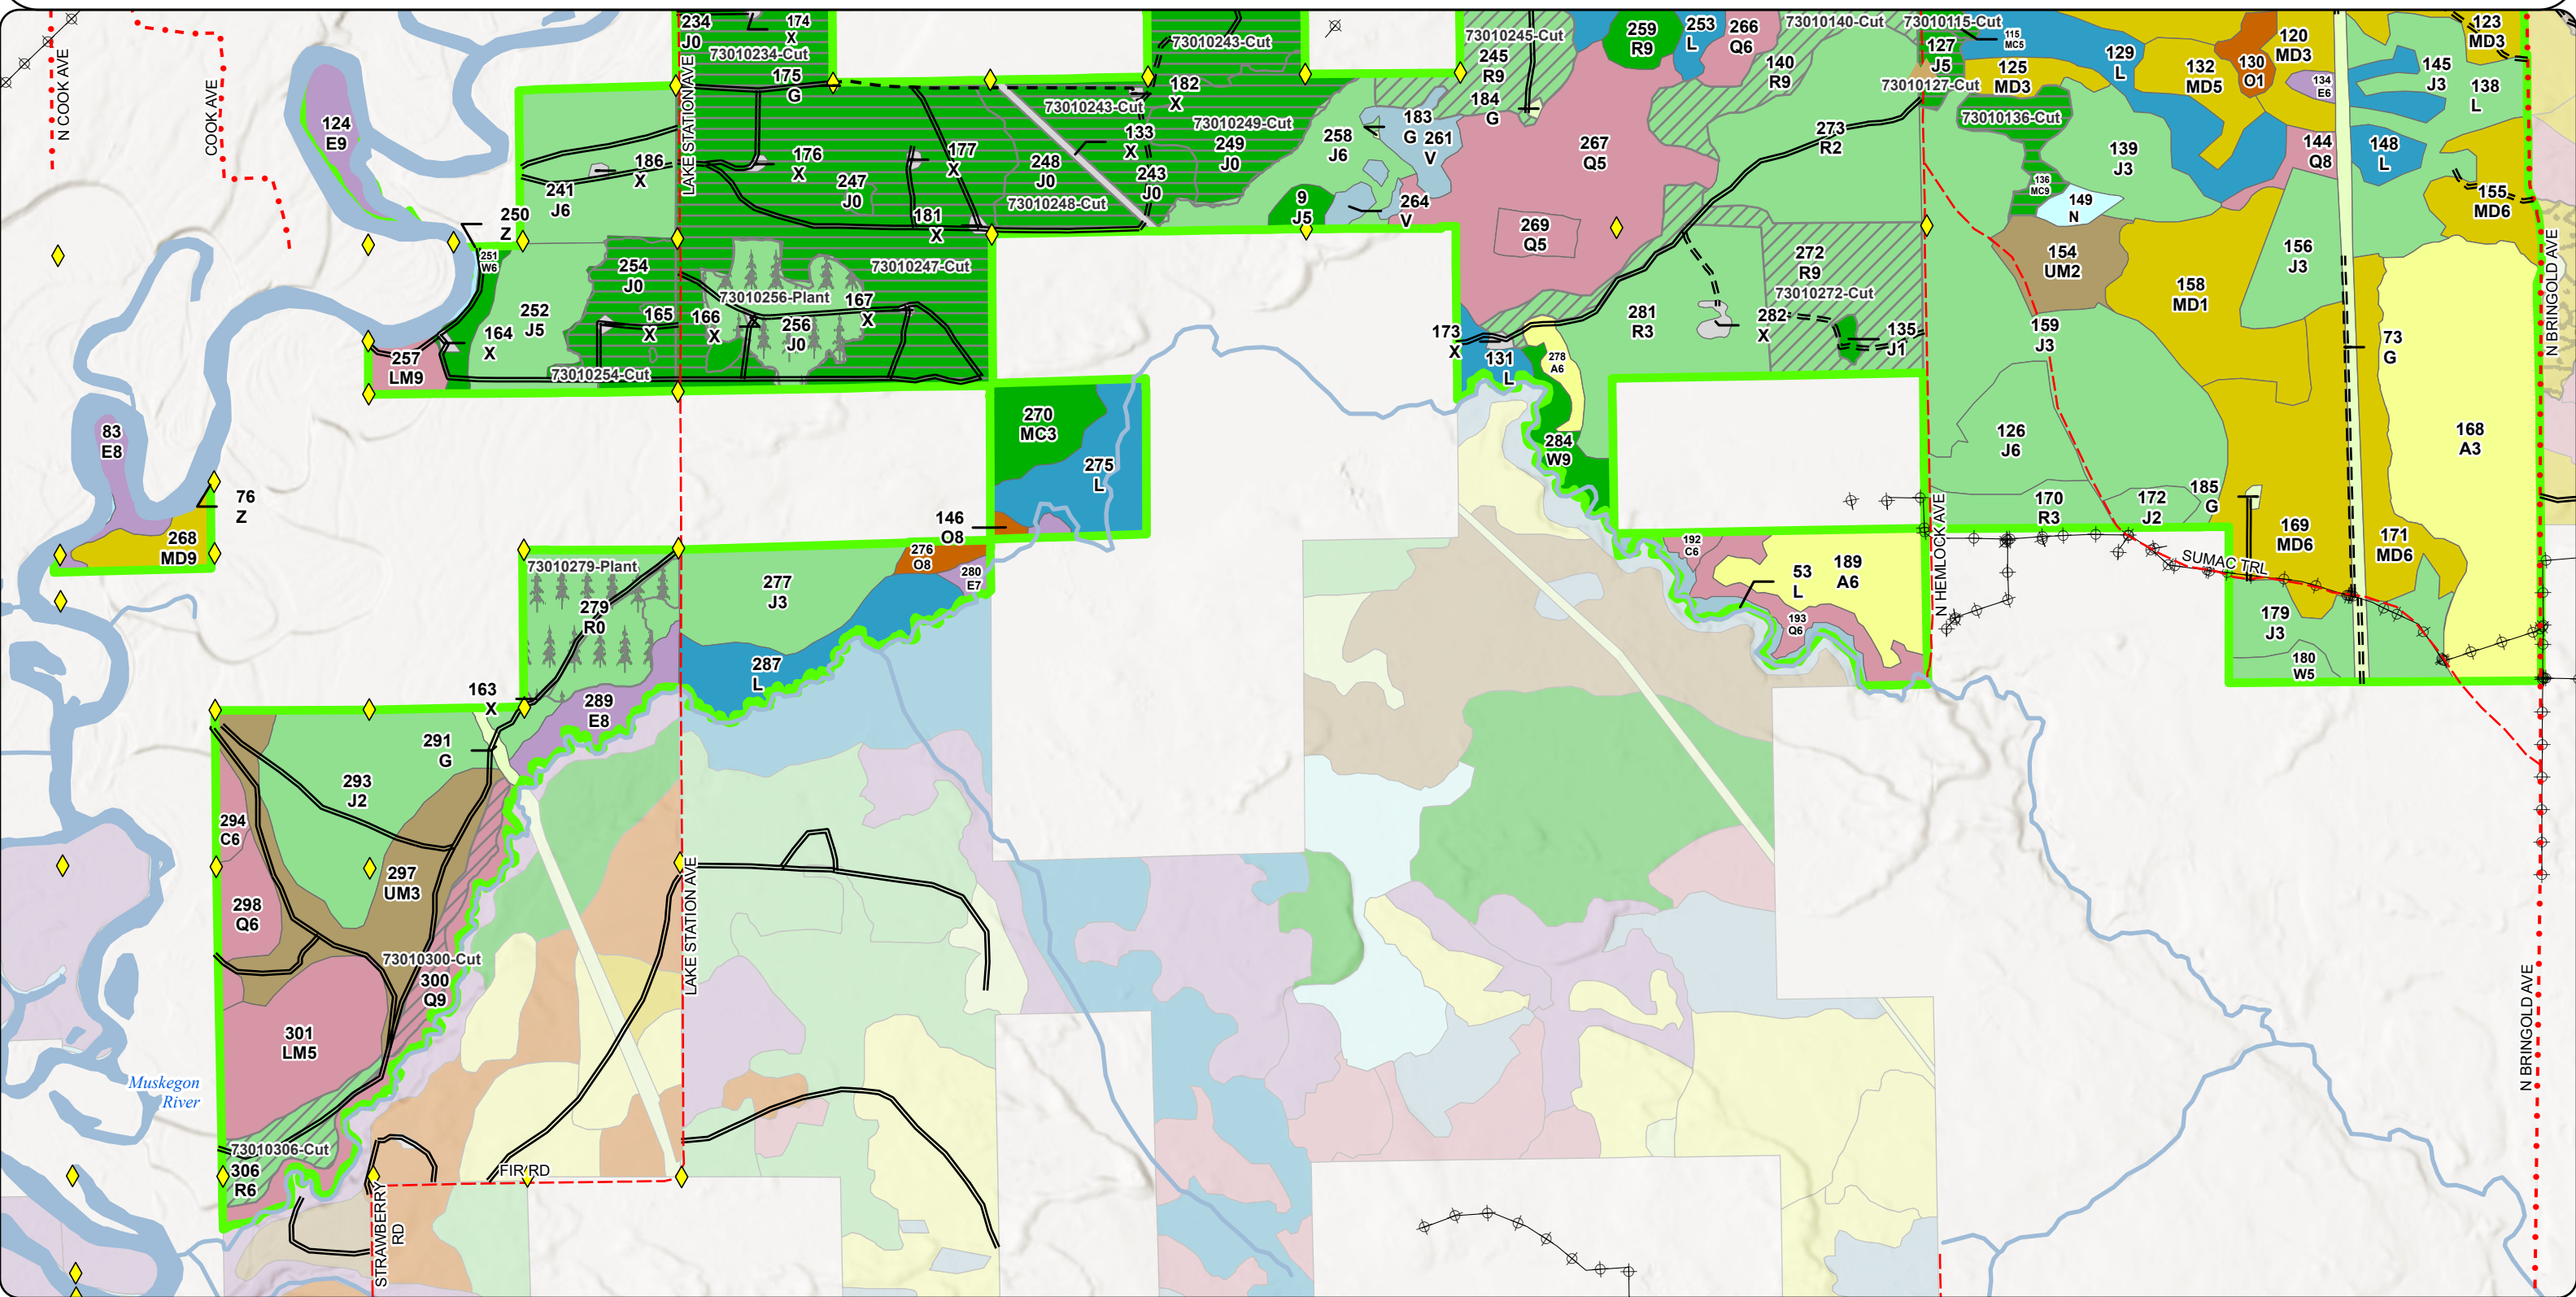 N COOK AVE
COOK AVE
124
E9
234
J0
174
X
73010234-Cut
LAKE STATION AVE
175
G
186
X
176
X
177
X
241
J6
247
J0
181
X
250
Z
251
W6
252
J5
254
J0
164
X
165
X
166
X
167
X
73010247-Cut
73010256-Plant
256
J0
73010254-Cut
257
LM9
73010243-Cut
182
X
73010243-Cut
133
X
73010249-Cut
249
J0
248
J0
243
J0
73010248-Cut
258
J6
183
G
261
V
9
J5
264
V
73010245-Cut
245
R9
184
G
259
R9
253
L
266
Q6
73010140-Cut
140
R9
267
Q5
269
Q5
273
R2
73010115-Cut
115
MC5
127
J5
73010127-Cut
125
MD3
73010136-Cut
136
MC9
149
N
139
J3
129
L
132
MD5
130
O1
120
MD3
134
E6
144
Q8
148
L
145
J3
138
L
123
MD3
155
MD6
N BRINGOLD AVE
154
UM2
158
MD1
156
J3
159
J3
73
G
168
A3
272
R9
73010272-Cut
281
R3
282
X
135
J1
173
X
131
L
278
A6
284
W9
126
J6
170
R3
172
J2
185
G
169
MD6
171
MD6
SUMAC TRL
179
J3
180
W5
N HEMLOCK AVE
192
C6
53
L
189
A6
193
Q6
83
E8
76
Z
268
MD9
270
MC3
275
L
146
O8
276
O8
280
E7
277
J3
287
L
73010279-Plant
279
R0
289
E8
163
X
291
G
293
J2
294
C6
297
UM3
298
Q6
73010300-Cut
300
Q9
301
LM5
73010306-Cut
306
R6
Muskegon
River
LAKE STATION AVE
FIR RD
STRAWBERRY
RD
N BRINGOLD AVE